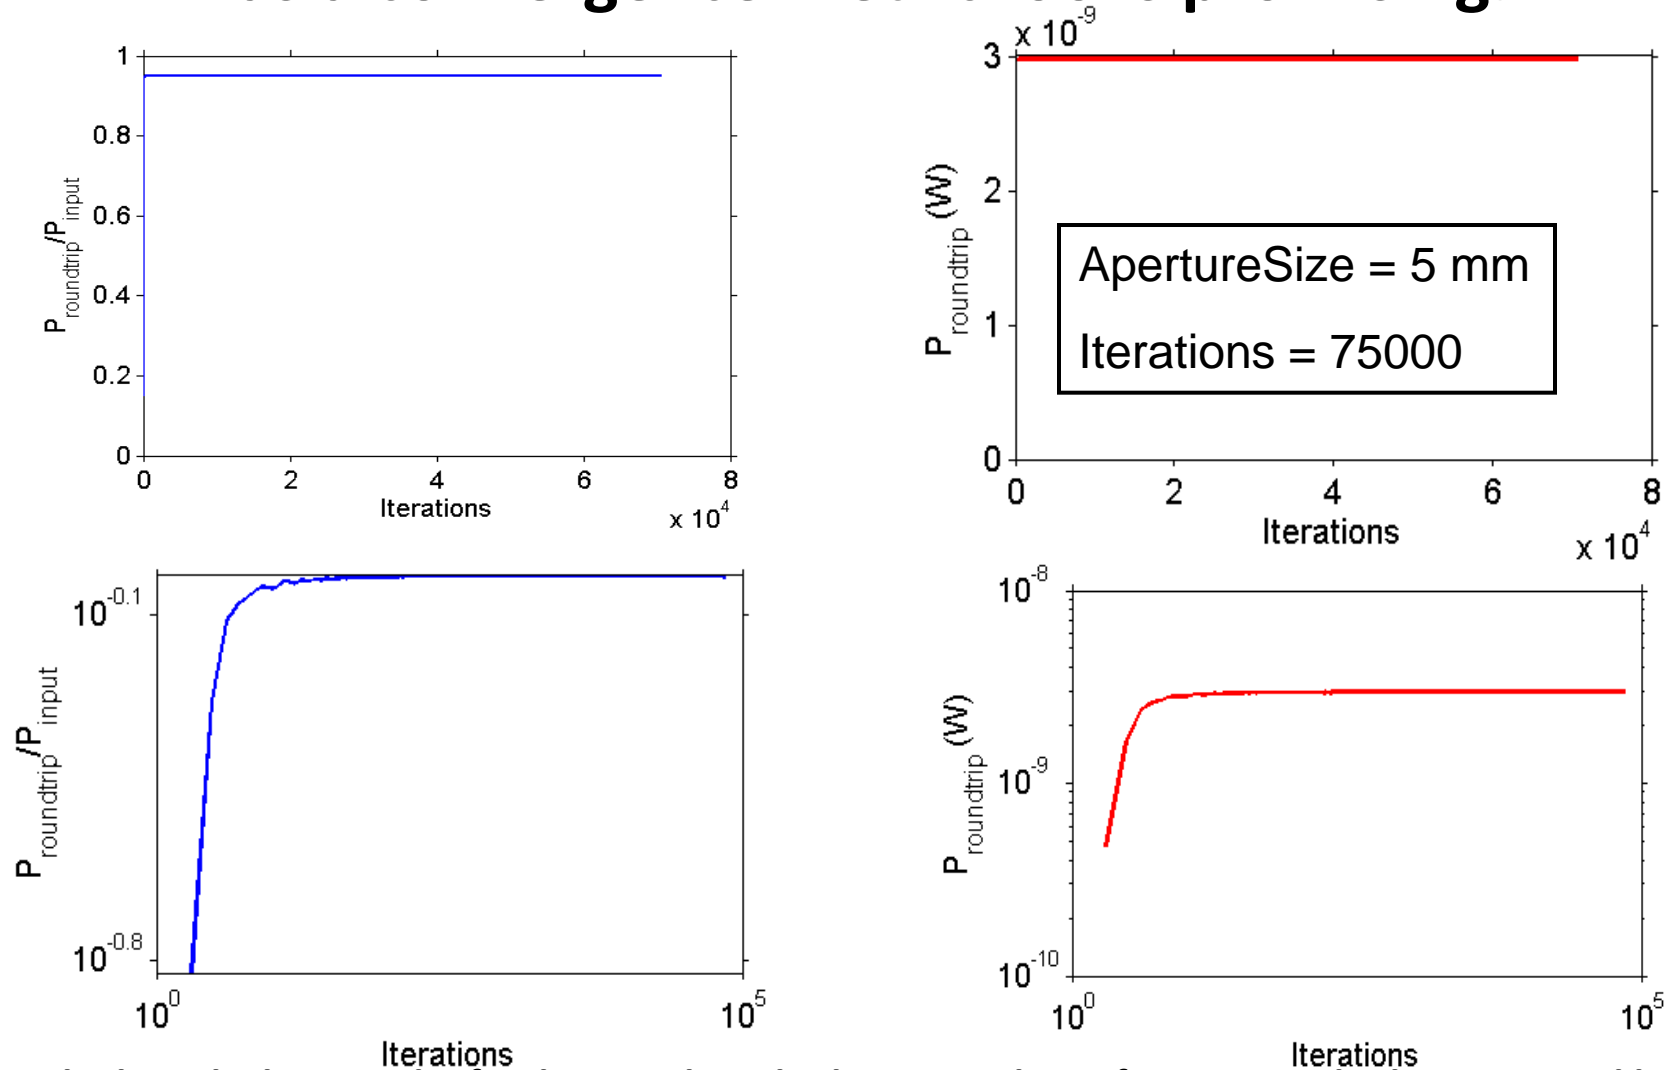 x 10^-9
1
0.8
0.6
0.4
0.2
0
P_roundtrip/P_input
0 2 4 6 8
Iterations
x 10^4
3
2
1
0
P_roundtrip (W)
ApertureSize = 5 mm
Iterations = 75000
0 2 4 6 8
Iterations
x 10^4
10^-0.1
10^-0.8
P_roundtrip/P_input
10^0 10^5
Iterations
10^-8
10^-9
10^-10
P_roundtrip (W)
10^0 10^5
Iterations